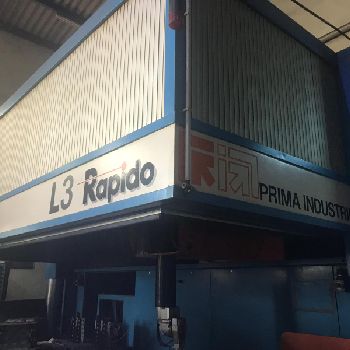 L3 Rapido
PRIMA INDUSTRI